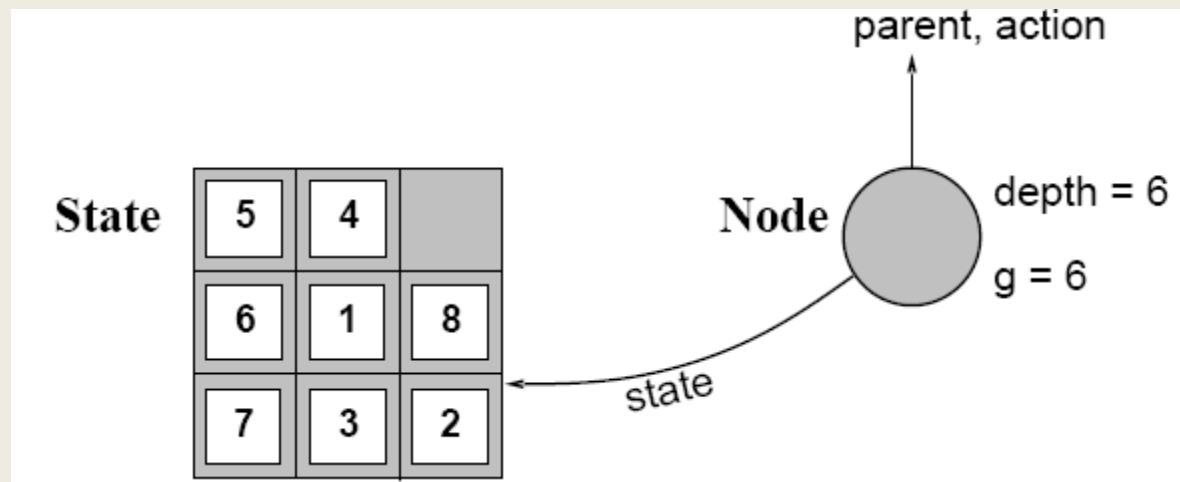 parent, action
State
5 4
Node
depth = 6
6 1 8
g = 6
state
7 3 2